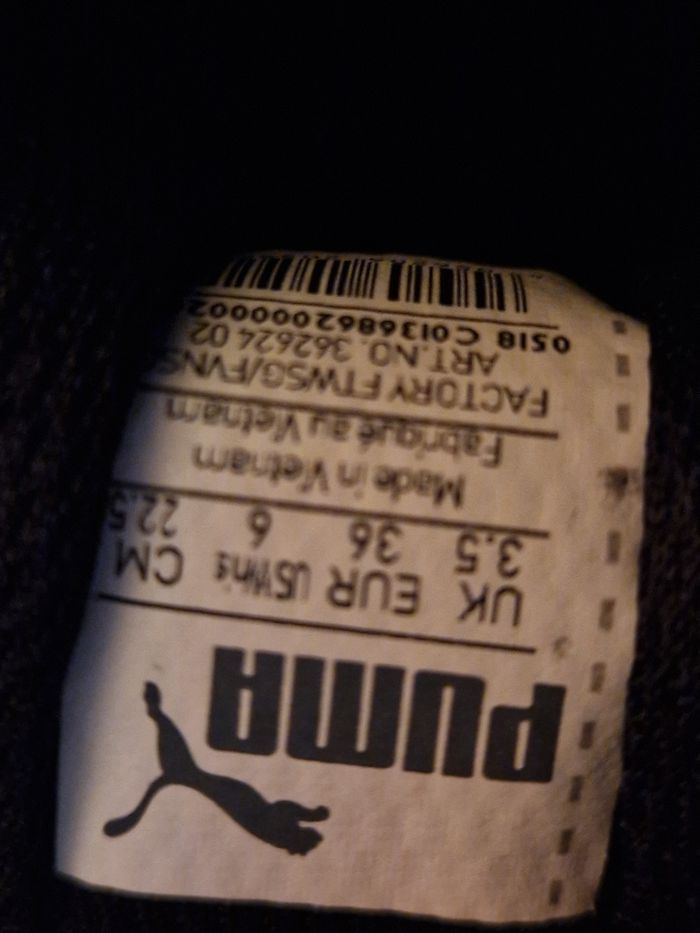 PUMA
UK EUR US Wns CM
3.5 36 6 22.5
Made in Vietnam
Fabriqué au Vietnam
FACTORY FTWSG/FVNS
ART.NO. 362624 02
0518 C0136862000002